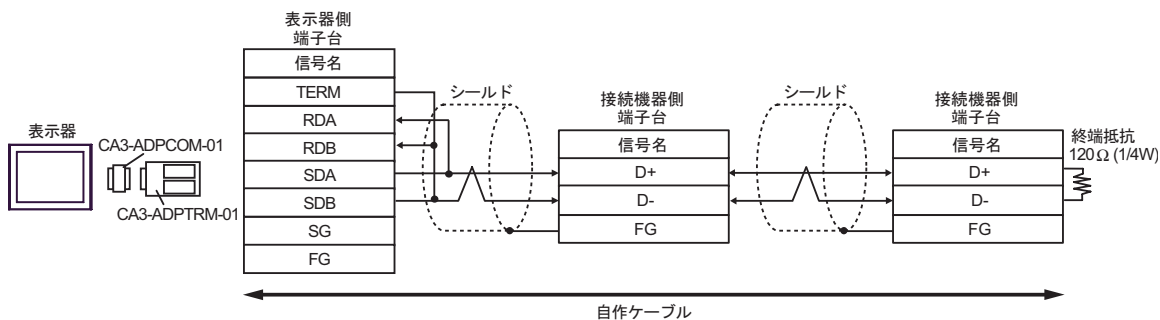 表示器
CA3-ADPCOM-01
CA3-ADPTRM-01
表示器側
端子台
信号名
TERM
RDA
RDB
SDA
SDB
SG
FG
シールド
接続機器側
端子台
信号名
D+
D-
FG
シールド
接続機器側
端子台
信号名
D+
D-
FG
終端抵抗
120Ω (1/4W)
自作ケーブル